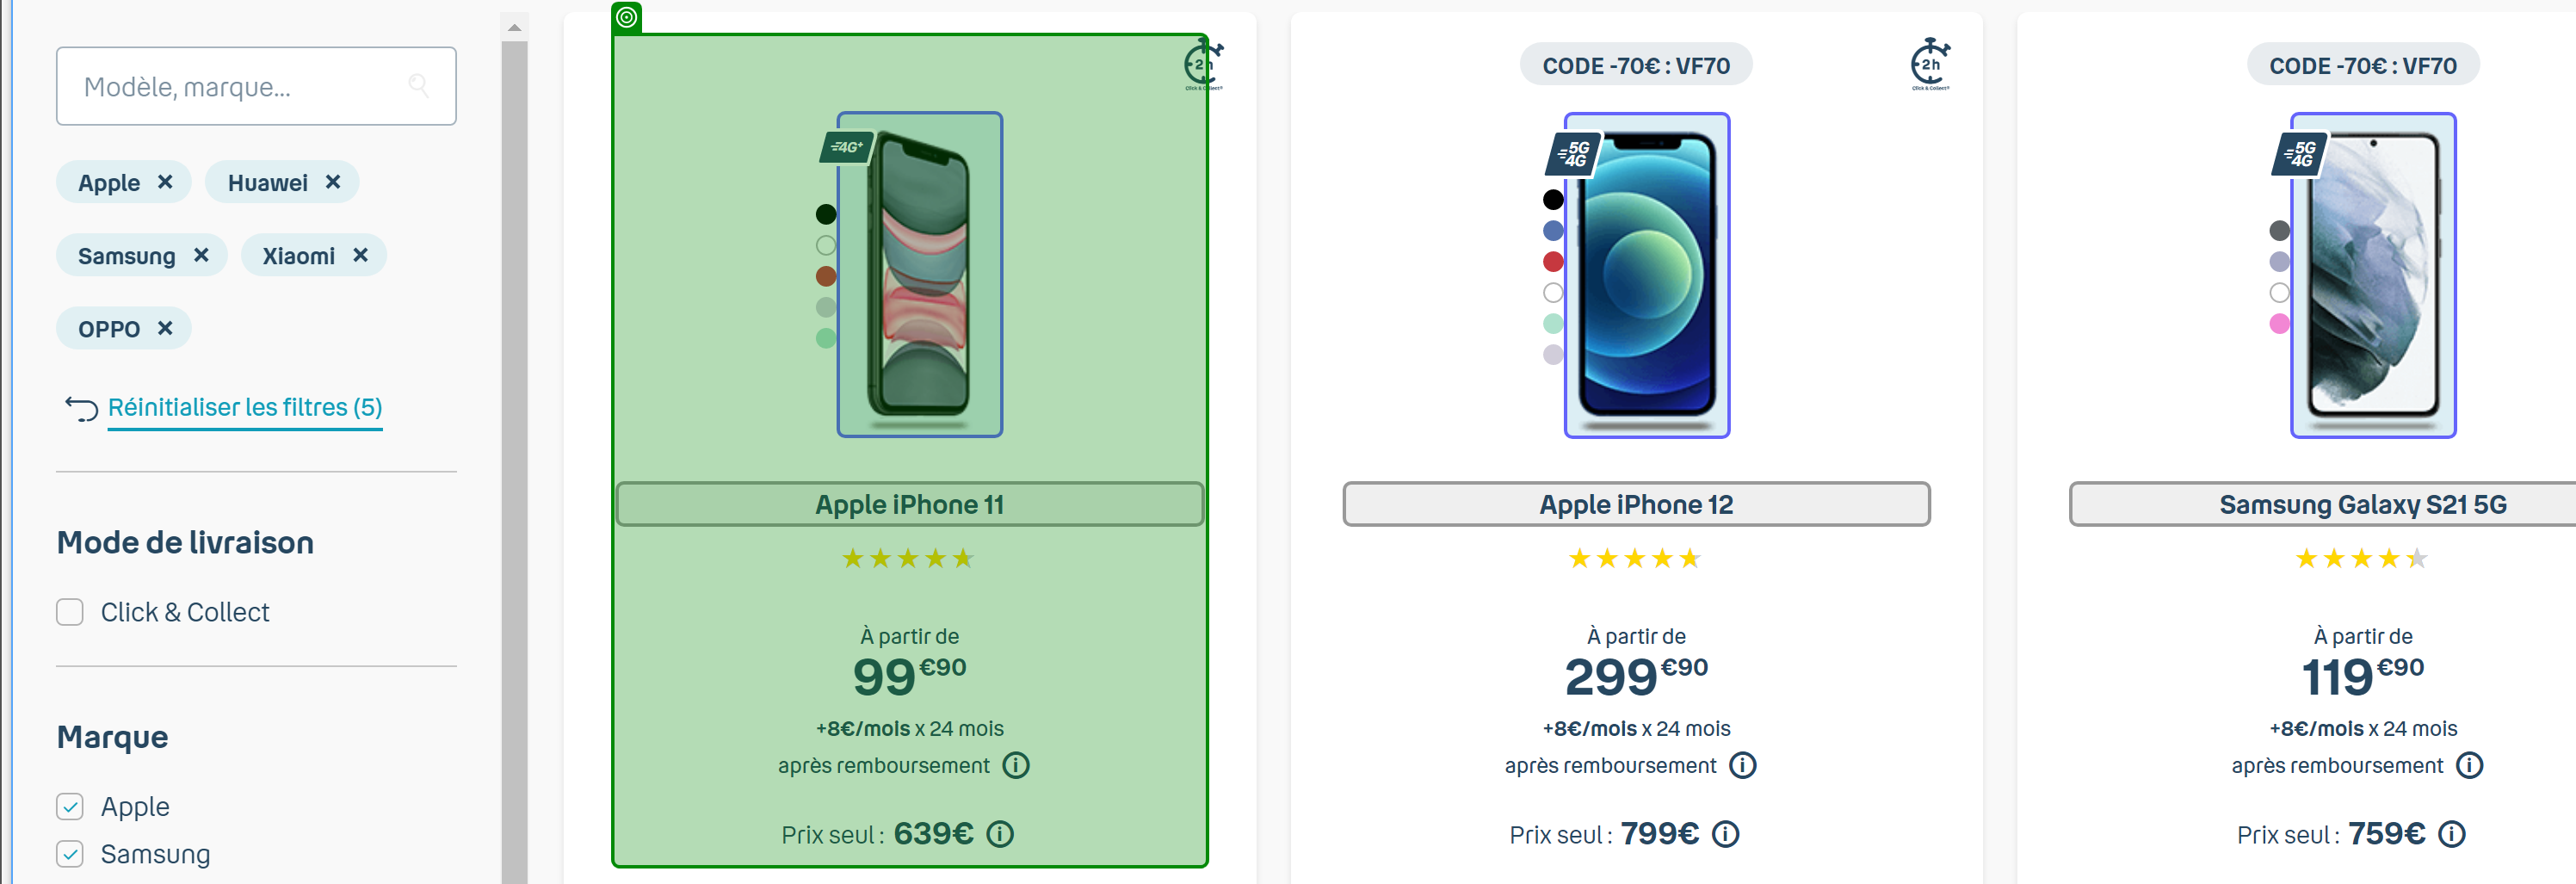 Modèle, marque...
Apple ×
Huawei ×
Samsung ×
Xiaomi ×
OPPO ×
Réinitialiser les filtres (5)
Mode de livraison
Click & Collect
Marque
Apple
Samsung
2h
Click & Collect
4G+
Apple iPhone 11
À partir de
99€90
+8€/mois x 24 mois
après remboursement
Prix seul : 639€
CODE -70€ : VF70
2h
Click & Collect
5G
4G
Apple iPhone 12
À partir de
299€90
+8€/mois x 24 mois
après remboursement
Prix seul : 799€
CODE -70€ : VF70
5G
4G
Samsung Galaxy S21 5G
À partir de
119€90
+8€/mois x 24 mois
après remboursement
Prix seul : 759€